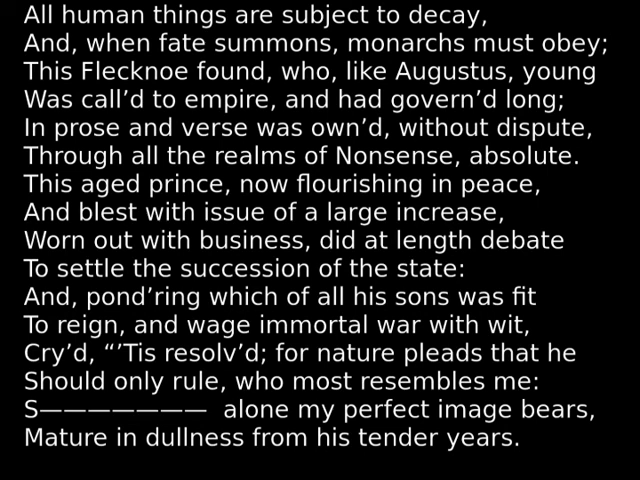 All human things are subject to decay,
And, when fate summons, monarchs must obey;
This Flecknoe found, who, like Augustus, young
Was call’d to empire, and had govern’d long;
In prose and verse was own’d, without dispute,
Through all the realms of Nonsense, absolute.
This aged prince, now flourishing in peace,
And blest with issue of a large increase,
Worn out with business, did at length debate
To settle the succession of the state:
And, pond’ring which of all his sons was fit
To reign, and wage immortal war with wit,
Cry’d, “’Tis resolv’d; for nature pleads that he
Should only rule, who most resembles me:
S——————— alone my perfect image bears,
Mature in dullness from his tender years.